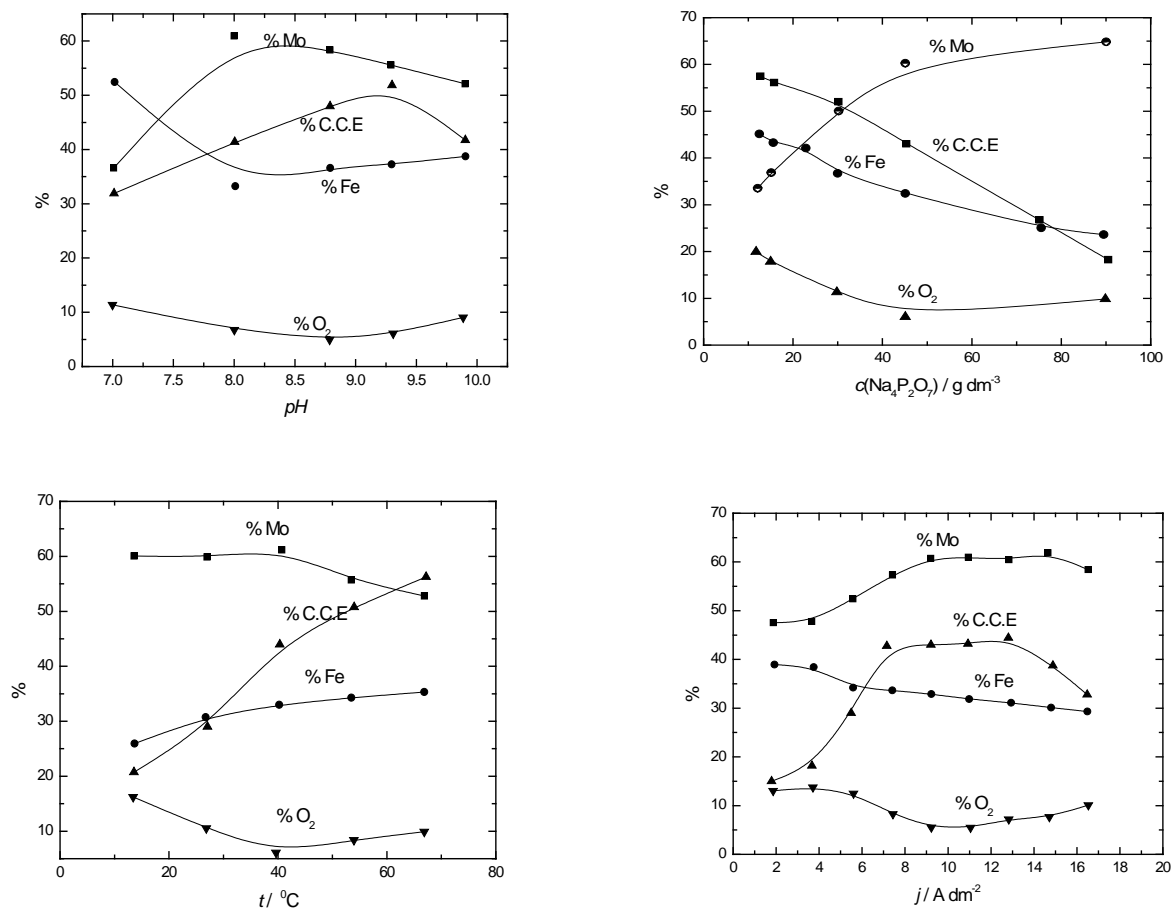 60
50
40
30
20
10
0
%
% Mo
% C.C.E
% Fe
% O2
7.0 7.5 8.0 8.5 9.0 9.5 10.0
pH
70
60
50
40
30
20
10
0
%
% Mo
% C.C.E
% Fe
% O2
0 20 40 60 80 100
c(Na4P2O7) / g dm-3
70
60
50
40
30
20
10
%
% Mo
% C.C.E
% Fe
% O2
0 20 40 60 80
t / 0C
70
60
50
40
30
20
10
0
%
% Mo
% C.C.E
% Fe
% O2
0 2 4 6 8 10 12 14 16 18 20
j / A dm-2